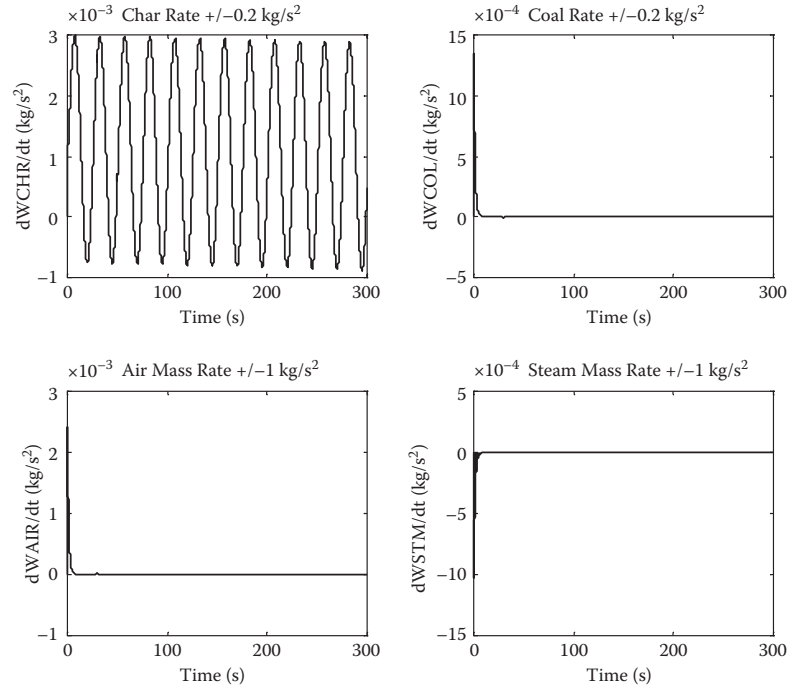 ×10⁻³ Char Rate +/−0.2 kg/s²
3
2
1
0
−1
dWCHR/dt (kg/s²)
0 100 200 300
Time (s)
×10⁻⁴ Coal Rate +/−0.2 kg/s²
15
10
5
0
−5
dWCOL/dt (kg/s²)
0 100 200 300
Time (s)
×10⁻³ Air Mass Rate +/−1 kg/s²
3
2
1
0
−1
dWAIR/dt (kg/s²)
0 100 200 300
Time (s)
×10⁻⁴ Steam Mass Rate +/−1 kg/s²
5
0
−5
−10
−15
dWSTM/dt (kg/s²)
0 100 200 300
Time (s)